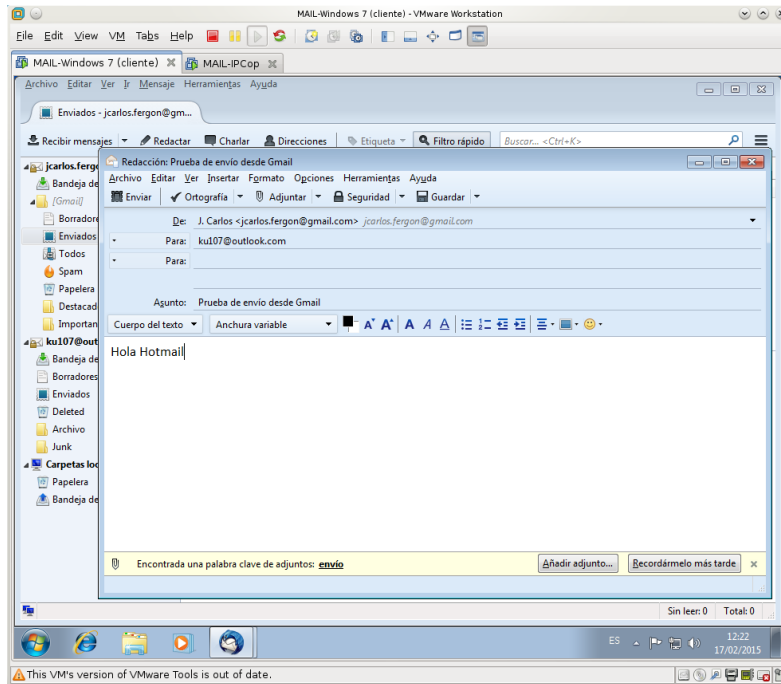 MAIL-Windows 7 (cliente) - VMware Workstation
File Edit View VM Tabs Help
MAIL-Windows 7 (cliente) MAIL-IPCop
Archivo Editar Ver Ir Mensaje Herramientas Ayuda
Enviados - jcarlos.fergon@gm...
Recibir mensajes Redactar Charlar Direcciones Etiqueta Filtro rápido Buscar... <Ctrl+K>
jcarlos.fergo
Bandeja de
[Gmail]
Borradore
Enviados
Todos
Spam
Papelera
Destacad
Importan
ku107@out
Bandeja de
Borradores
Enviados
Deleted
Archivo
Junk
Carpetas loc
Papelera
Bandeja de
Redacción: Prueba de envío desde Gmail
Archivo Editar Ver Insertar Formato Opciones Herramientas Ayuda
Enviar Ortografía Adjuntar Seguridad Guardar
De: J. Carlos <jcarlos.fergon@gmail.com> jcarlos.fergon@gmail.com
Para: ku107@outlook.com
Para:
Asunto: Prueba de envío desde Gmail
Cuerpo del texto Anchura variable
Hola Hotmail
Encontrada una palabra clave de adjuntos: envío Añadir adjunto... Recordármelo más tarde
Sin leer: 0 Total: 0
ES 12:22
17/02/2015
This VM's version of VMware Tools is out of date.